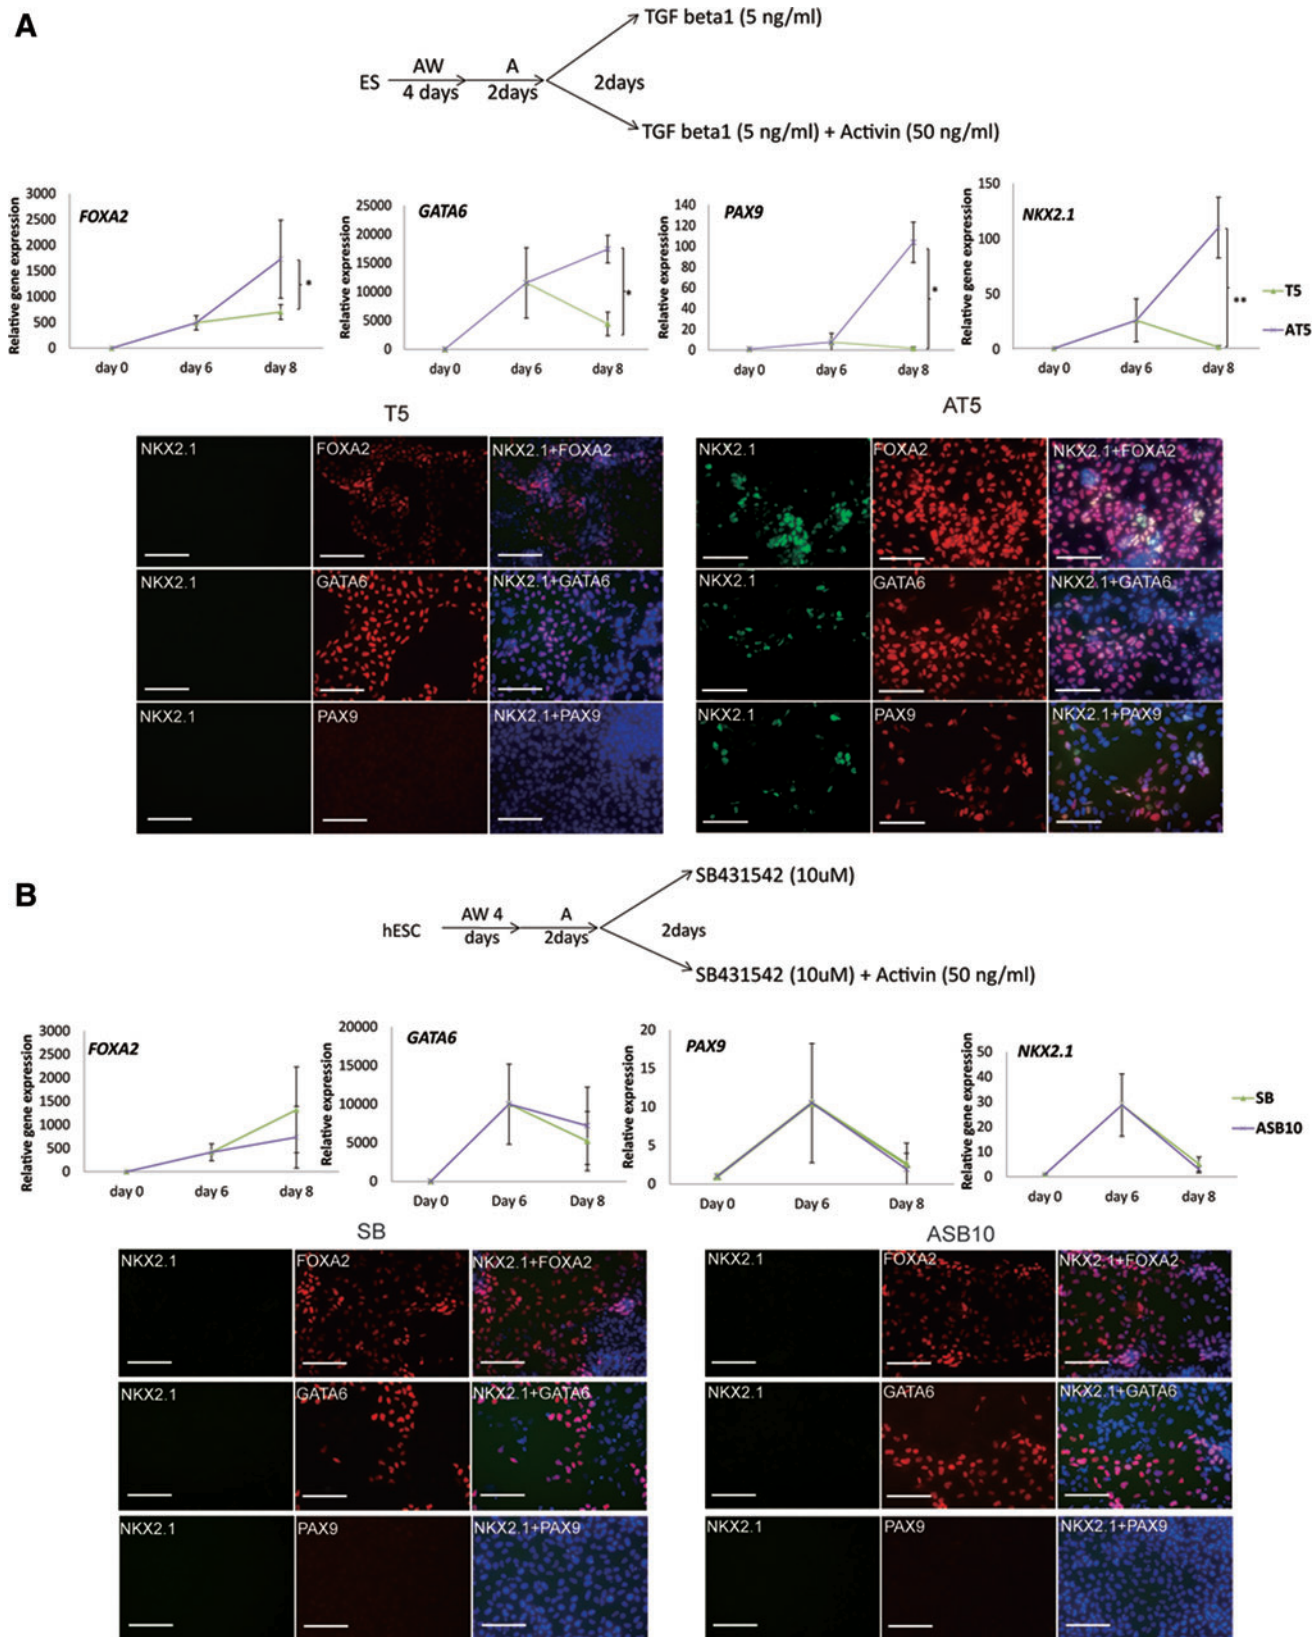 A
TGF beta1 (5 ng/ml)
ES
AW
4 days
A
2days
2days
TGF beta1 (5 ng/ml) + Activin (50 ng/ml)
Relative gene expression
3000
2500
2000
1500
1000
500
0
FOXA2
*
day 0
day 6
day 8
Relative gene expression
25000
20000
15000
10000
5000
0
GATA6
*
day 0
day 6
day 8
Relative gene expression
140
120
100
80
60
40
20
0
PAX9
*
day 0
day 6
day 8
Relative gene expression
150
100
50
0
NKX2.1
**
day 0
day 6
day 8
T5
AT5
T5
NKX2.1
FOXA2
NKX2.1+FOXA2
NKX2.1
GATA6
NKX2.1+GATA6
NKX2.1
PAX9
NKX2.1+PAX9
AT5
NKX2.1
FOXA2
NKX2.1+FOXA2
NKX2.1
GATA6
NKX2.1+GATA6
NKX2.1
PAX9
NKX2.1+PAX9
B
SB431542 (10uM)
hESC
AW 4
days
A
2days
2days
SB431542 (10uM) + Activin (50 ng/ml)
Relative gene expression
3000
2500
2000
1500
1000
500
0
FOXA2
day 0
day 6
day 8
Relative gene expression
20000
15000
10000
5000
0
GATA6
Day 0
Day 6
Day 8
Relative expression
20
15
10
5
0
PAX9
Day 0
Day 6
Day 8
Relative gene expression
50
40
30
20
10
0
NKX2.1
day 0
day 6
day 8
SB
ASB10
SB
NKX2.1
FOXA2
NKX2.1+FOXA2
NKX2.1
GATA6
NKX2.1+GATA6
NKX2.1
PAX9
NKX2.1+PAX9
ASB10
NKX2.1
FOXA2
NKX2.1+FOXA2
NKX2.1
GATA6
NKX2.1+GATA6
NKX2.1
PAX9
NKX2.1+PAX9